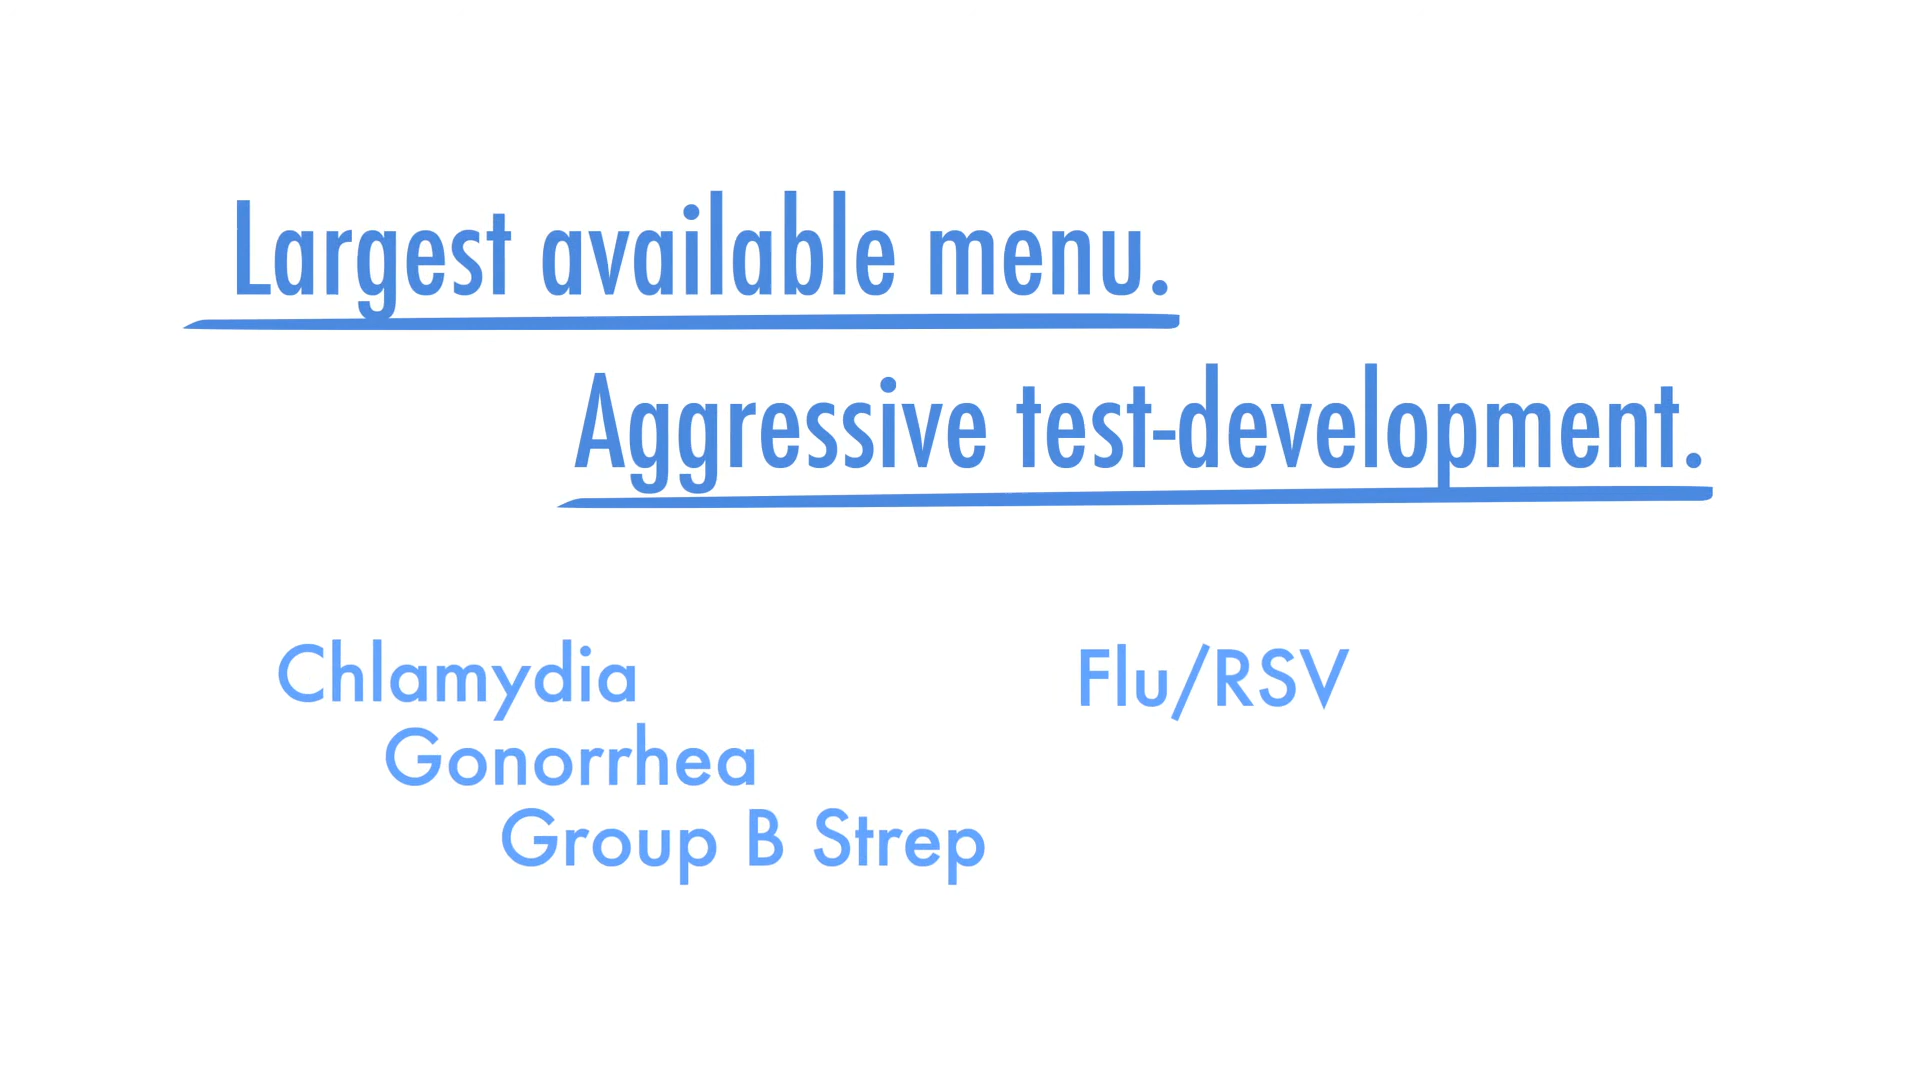 Largest available menu.
Aggressive test-development.
Chlamydia
Gonorrhea
Group B Strep
Flu/RSV